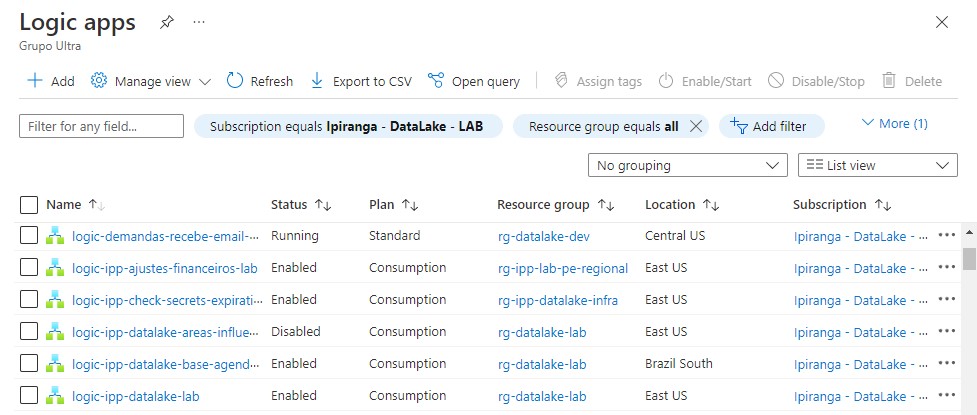 Logic apps
Grupo Ultra
Add Manage view Refresh Export to CSV Open query Assign tags Enable/Start Disable/Stop Delete
Filter for any field... Subscription equals Ipiranga - DataLake - LAB Resource group equals all Add filter More (1)
No grouping List view
Name Status Plan Resource group Location Subscription
logic-demandas-recebe-email-... Running Standard rg-datalake-dev Central US Ipiranga - DataLake - ...
logic-ipp-ajustes-financeiros-lab Enabled Consumption rg-ipp-lab-pe-regional East US Ipiranga - DataLake - ...
logic-ipp-check-secrets-expirati... Enabled Consumption rg-ipp-datalake-infra East US Ipiranga - DataLake - ...
logic-ipp-datalake-areas-influe... Disabled Consumption rg-datalake-lab East US Ipiranga - DataLake - ...
logic-ipp-datalake-base-agend... Enabled Consumption rg-datalake-lab Brazil South Ipiranga - DataLake - ...
logic-ipp-datalake-lab Enabled Consumption rg-datalake-lab East US Ipiranga - DataLake - ...